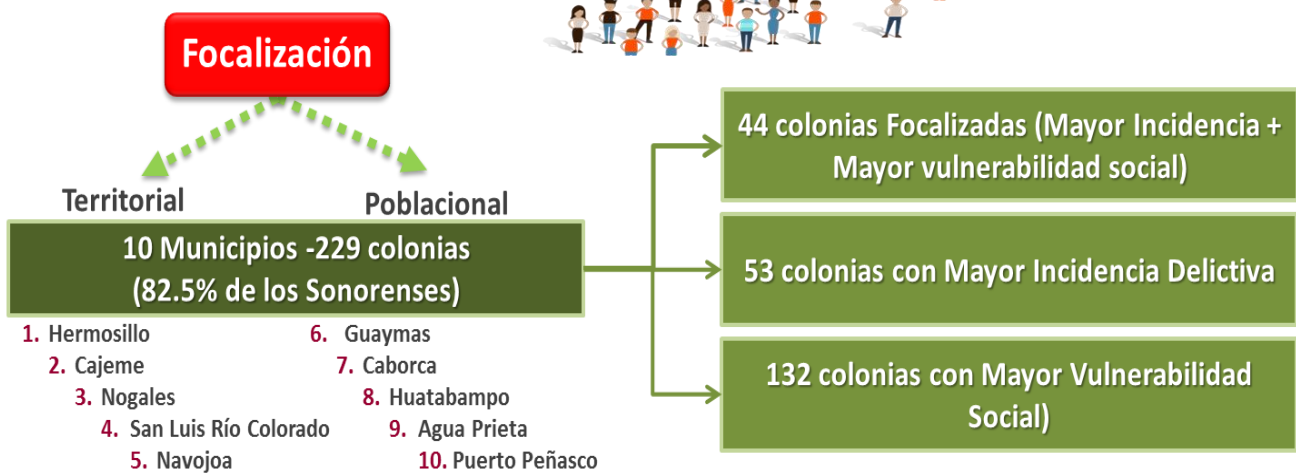 Focalización
Territorial
Poblacional
10 Municipios -229 colonias
(82.5% de los Sonorenses)
1. Hermosillo
2. Cajeme
3. Nogales
4. San Luis Río Colorado
5. Navojoa
6. Guaymas
7. Caborca
8. Huatabampo
9. Agua Prieta
10. Puerto Peñasco
44 colonias Focalizadas (Mayor Incidencia +
Mayor vulnerabilidad social)
53 colonias con Mayor Incidencia Delictiva
132 colonias con Mayor Vulnerabilidad
Social)